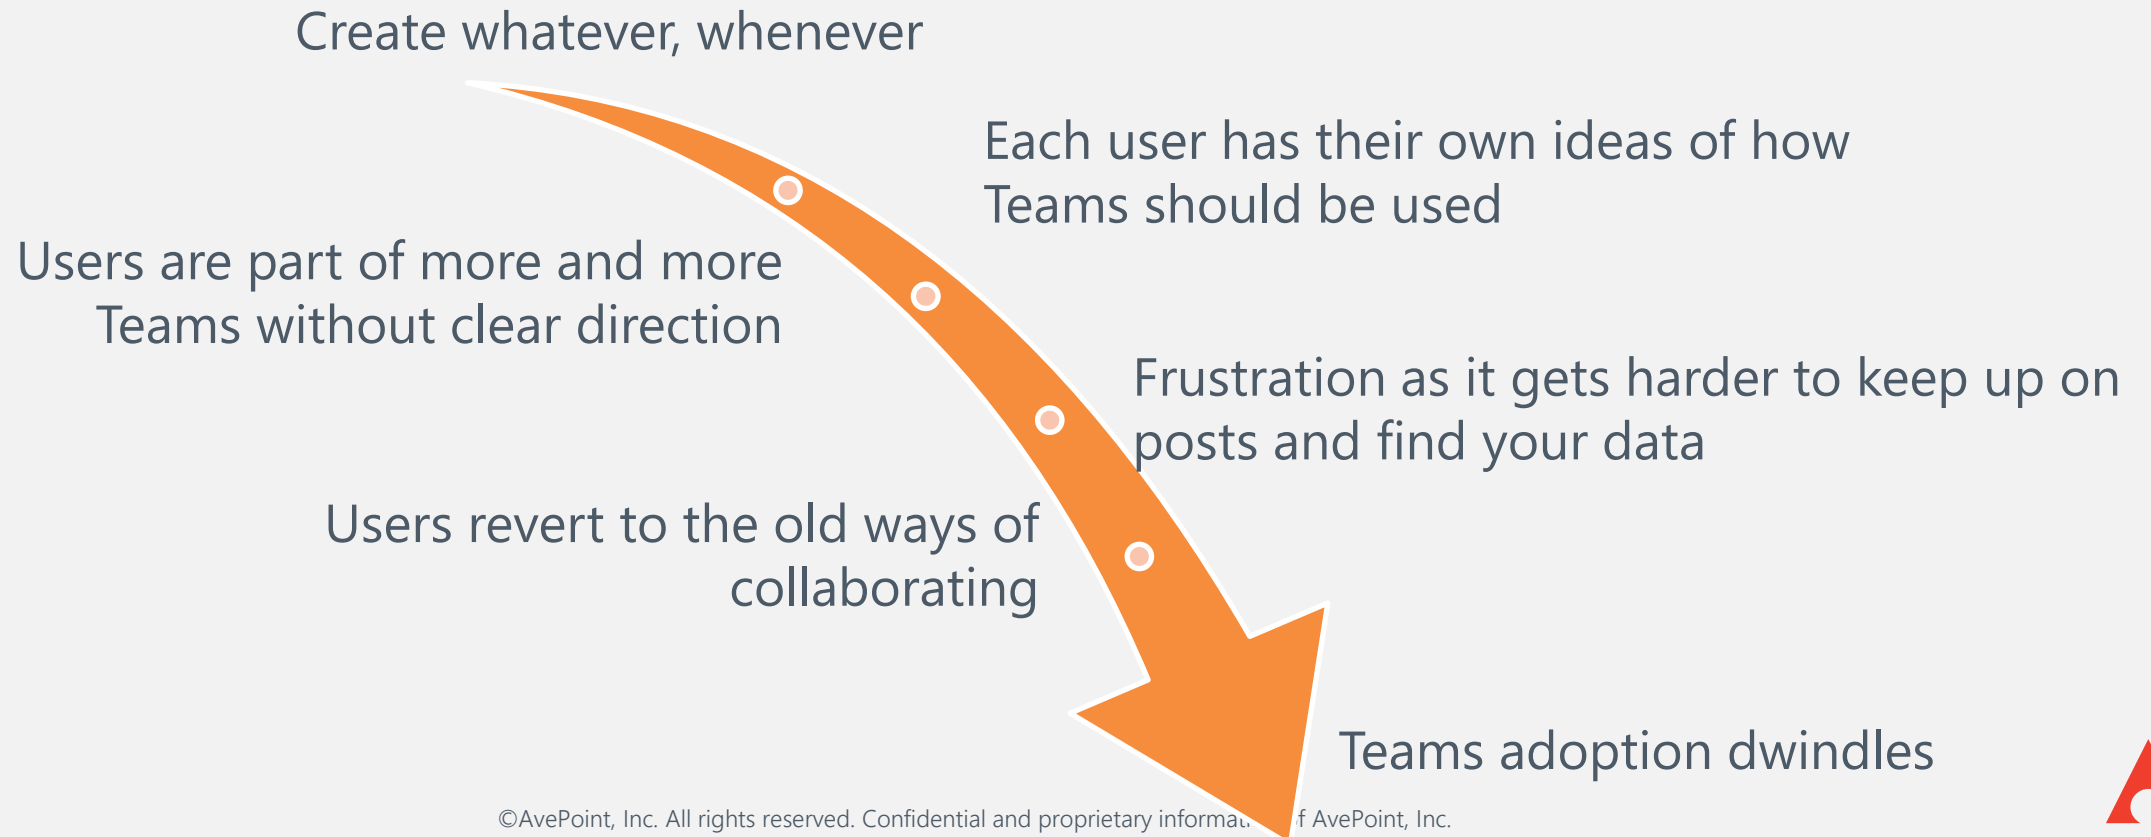 Create whatever, whenever
Each user has their own ideas of how
Teams should be used
Users are part of more and more
Teams without clear direction
Frustration as it gets harder to keep up on
posts and find your data
Users revert to the old ways of
collaborating
Teams adoption dwindles
©AvePoint, Inc. All rights reserved. Confidential and proprietary AvePoint, Inc.